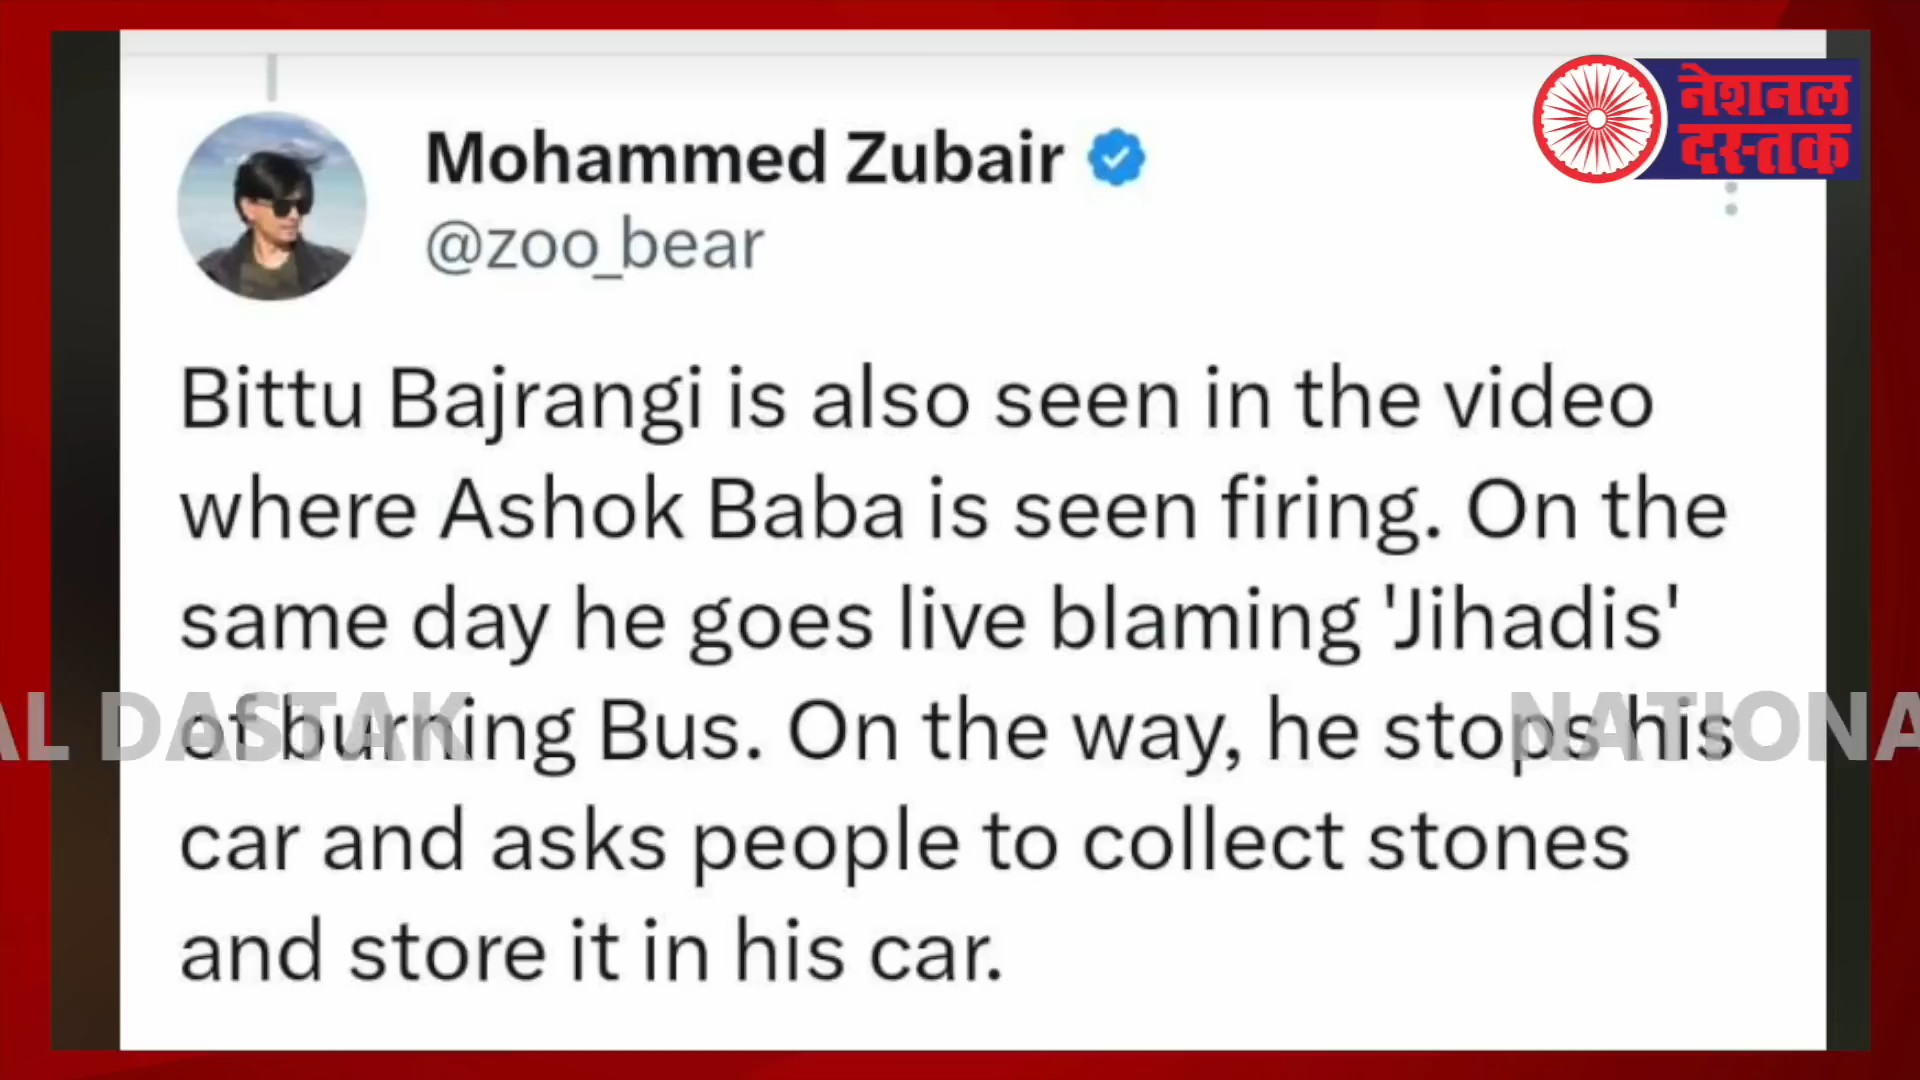 नेशनल
दस्तक
Mohammed Zubair
@zoo_bear
Bittu Bajrangi is also seen in the video
where Ashok Baba is seen firing. On the
same day he goes live blaming 'Jihadis'
of burning Bus. On the way, he stops his
car and asks people to collect stones
and store it in his car.
AL DASTAK
NATIONA